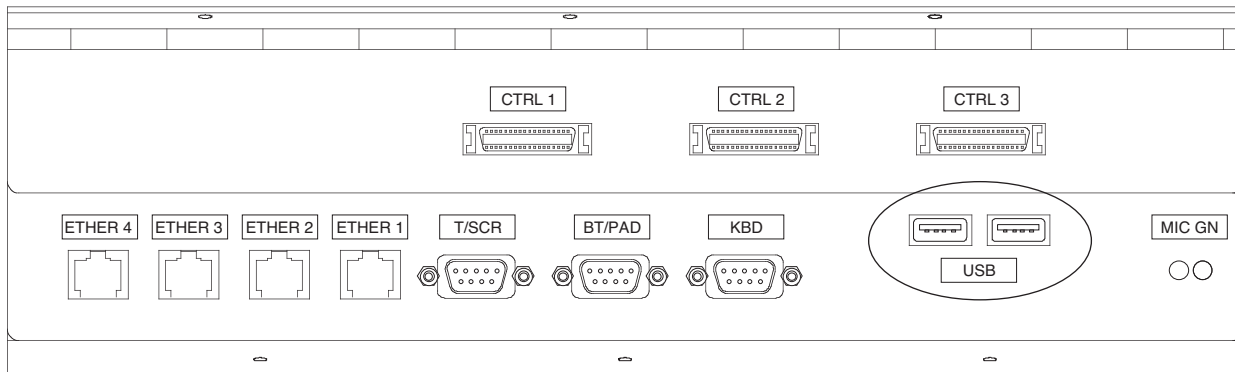 CTRL 1
CTRL 2
CTRL 3
ETHER 4
ETHER 3
ETHER 2
ETHER 1
T/SCR
BT/PAD
KBD
USB
MIC GN